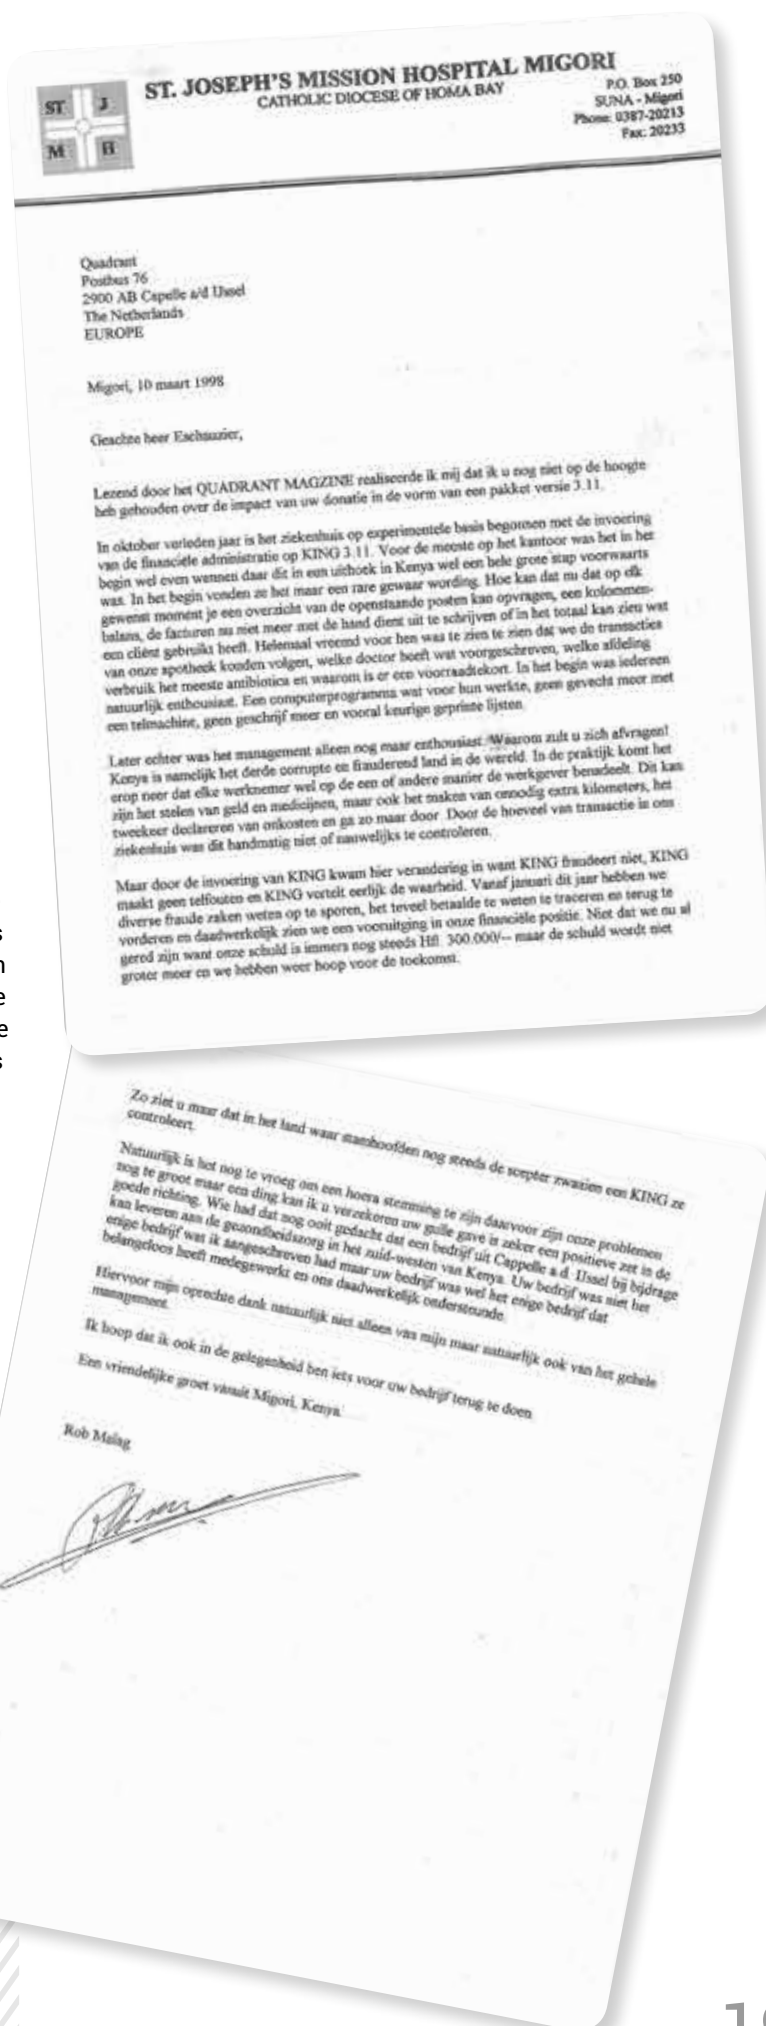 ST J
M H
ST. JOSEPH'S MISSION HOSPITAL MIGORI
CATHOLIC DIOCESE OF HOMA BAY
P.O. Box 250
SUNA - Migori
Phone: 0387-20213
Fax: 20233
Quadrant
Postbus 76
2900 AB Capelle a/d IJssel
The Netherlands
EUROPE
Migori, 10 maart 1998
Geachte heer Eschauzier,
Lezend door het QUADRANT MAGZINE realiseerde ik mij dat ik u nog niet op de hoogte
heb gehouden over de impact van uw donatie in de vorm van een pakket versie 3.11.
In oktober verleden jaar is het ziekenhuis op experimentele basis begonnen met de invoering
van de financiele administratie op KING 3.11. Voor de meeste op het kantoor was het in het
begin wel even wennen daar dit in een uithoek in Kenya wel een hele grote stap voorwaarts
was. In het begin vonden ze het maar een rare gewaar wording. Hoe kan dat nu dat op elk
gewenst moment je een overzicht van de openstaande posten kan opvragen, een kolommen-
balans, de facturen nu niet meer met de hand dient uit te schrijven of in het totaal kan zien wat
een cliënt gebruikt heeft. Helemaal vreemd voor hen was te zien te zien dat we de transacties
van onze apotheek konden volgen, welke doctor heeft wat voorgeschreven, welke afdeling
verbruik het meeste antibiotica en waarom is er een voorraadtekort. In het begin was iedereen
natuurlijk enthousiast. Een computerprogramma wat voor hun werkte, geen gevecht meer met
een telmachine, geen geschrijf meer en vooral keurige geprinte lijsten.
Later echter was het management alleen nog maar enthousiast. Waarom zult u zich afvragen!
Kenya is namelijk het derde corrupte en frauderend land in de wereld. In de praktijk komt het
erop neer dat elke werknemer wel op de een of andere manier de werkgever benadeelt. Dit kan
zijn het stelen van geld en medicijnen, maar ook het maken van onnodig extra kilometers, het
tweekeer declareren van onkosten en ga zo maar door. Door de hoeveel van transactie in ons
ziekenhuis was dit handmatig niet of nauwelijks te controleren.
Maar door de invoering van KING kwam hier verandering in want KING fraudeert niet, KING
maakt geen telfouten en KING vertelt eerlijk de waarheid. Vanaf januari dit jaar hebben we
diverse fraude zaken weten op te sporen, het teveel betaalde te weten te traceren en terug te
vorderen en daadwerkelijk zien we een vooruitging in onze financiële positie. Niet dat we nu al
gered zijn want onze schuld is immers nog steeds Hfl. 300.000/-- maar de schuld wordt niet
groter meer en we hebben weer hoop voor de toekomst.
s
n
e
e
s
Zo ziet u maar dat in het land waar stamhoofden nog steeds de scepter zwaaien een KING ze
controleert.
Natuurlijk is het nog te vroeg om een hoera stemming te zijn daarvoor zijn onze problemen
nog te groot maar een ding kan ik u verzekeren uw gulle gave is zeker een positieve zet in de
goede richting. Wie had dat nog ooit gedacht dat een bedrijf uit Cappelle a.d. IJssel bij bijdrage
kan leveren aan de gezondheidszorg in het zuid-westen van Kenya. Uw bedrijf was niet het
enige bedrijf wat ik aangeschreven had maar uw bedrijf was wel het enige bedrijf dat
belangeloos heeft medegewerkt en ons daadwerkelijk ondersteunde.
Hiervoor mijn oprechte dank natuurlijk niet alleen van mijn maar natuurlijk ook van het gehele
management.
Ik hoop dat ik ook in de gelegenheid ben iets voor uw bedrijf terug te doen
Een vriendelijke groet vanuit Migori, Kenya
Rob